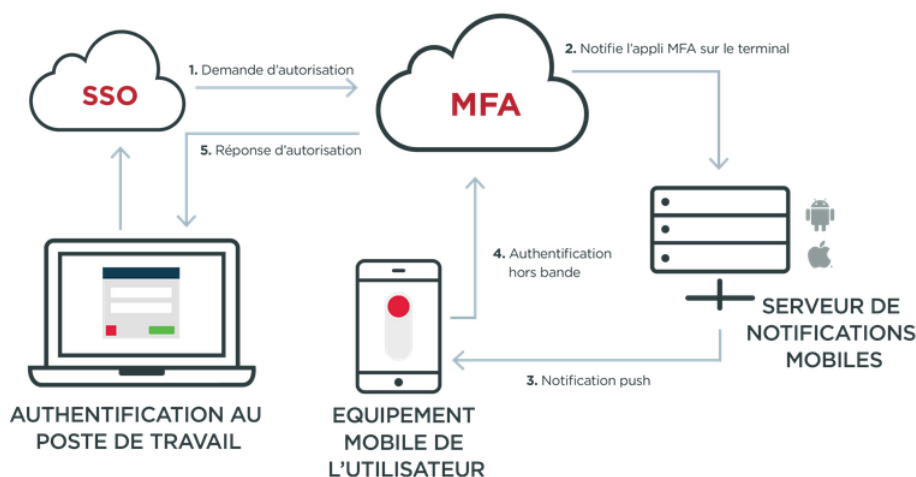 SSO
1. Demande d'autorisation
MFA
2. Notifie l'appli MFA sur le terminal
5. Réponse d'autorisation
4. Authentification
hors bande
SERVEUR DE
NOTIFICATIONS
MOBILES
3. Notification push
AUTHENTIFICATION AU
POSTE DE TRAVAIL
EQUIPEMENT
MOBILE DE
L'UTILISATEUR